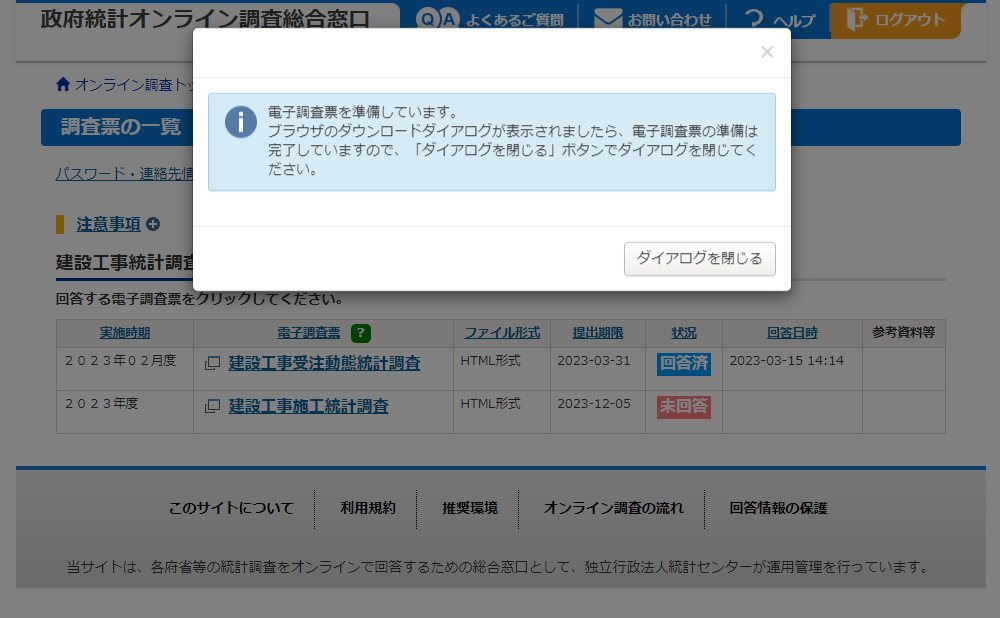 政府統計オンライン調査総合窓口
Q A よくあるご質問
お問い合わせ
ヘルプ
ログアウト
×
オンライン調査ト
調査票の一覧
電子調査票を準備しています。
ブラウザのダウンロードダイアログが表示されましたら、電子調査票の準備は
完了していますので、「ダイアログを閉じる」ボタンでダイアログを閉じてく
ださい。
パスワード・連絡先情
注意事項
ダイアログを閉じる
建設工事統計調査
回答する電子調査票をクリックしてください。
実施時期 電子調査票 ? ファイル形式 提出期限 状況 回答日時 参考資料等
２０２３年０２月度 建設工事受注動態統計調査 HTML形式 2023-03-31 回答済 2023-03-15 14:14
２０２３年度 建設工事施工統計調査 HTML形式 2023-12-05 未回答
このサイトについて 利用規約 推奨環境 オンライン調査の流れ 回答情報の保護
当サイトは、各府省等の統計調査をオンラインで回答するための総合窓口として、独立行政法人統計センターが運用管理を行っています。